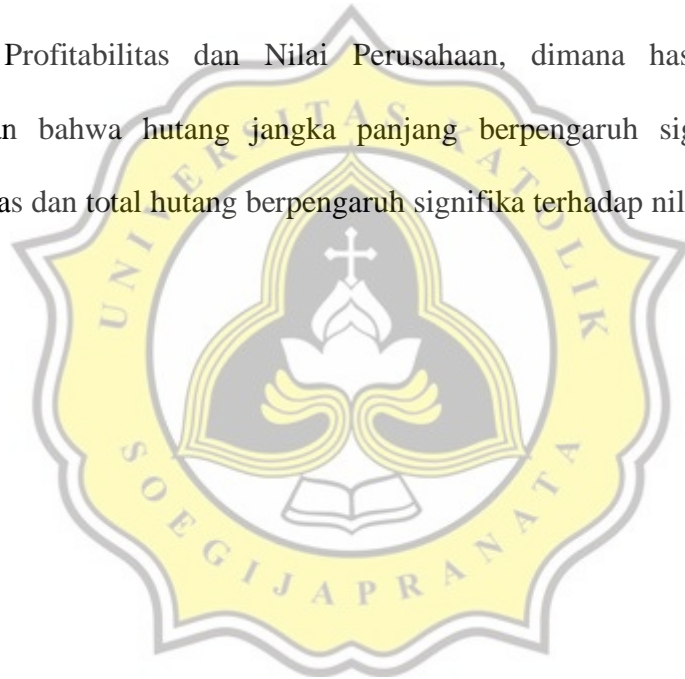 Profitabilitas dan Nilai Perusahaan, dimana has
an bahwa hutang jangka panjang berpengaruh sig
as dan total hutang berpengaruh signifika terhadap nil
UNIVERSITAS KATOLIK
SOEGIJAPRANATA